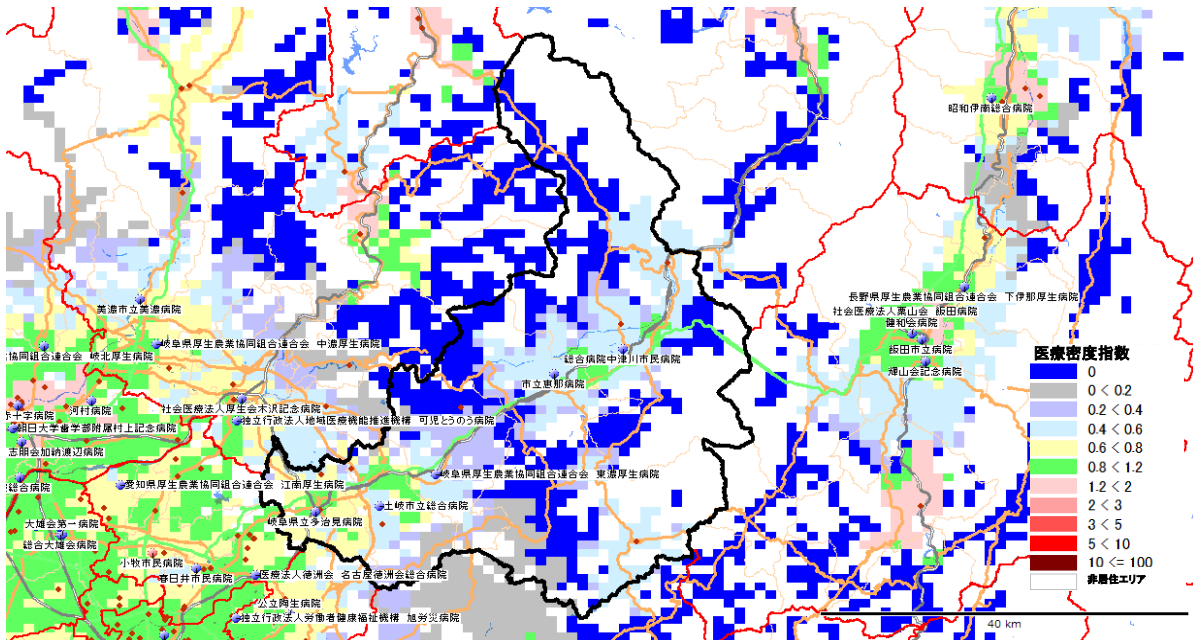 昭和伊南総合病院
長野県厚生農業協同組合連合会 下伊那厚生病院
美濃市立美濃病院
社会医療法人栗山会 飯田病院
健和会病院
岐阜県厚生農業協同組合連合会 中濃厚生病院
協同組合連合会 岐北厚生病院
総合病院中津川市民病院
飯田市立病院
輝山会記念病院
市立恵那病院
社会医療法人厚生会木沢記念病院
河村病院
赤十字病院
独立行政法人地域医療機能推進機構 可児とうのう病院
朝日大学歯学部附属村上記念病院
志朋会加納渡辺病院
岐阜県厚生農業協同組合連合会 東濃厚生病院
総合病院
愛知県厚生農業協同組合連合会 江南厚生病院
土岐市立総合病院
岐阜県立多治見病院
大雄会第一病院
総合大雄会病院
小牧市民病院
春日井市民病院
医療法人徳洲会 名古屋徳洲会総合病院
公立陶生病院
独立行政法人労働者健康福祉機構 旭労災病院
医療密度指数
0
0 < 0.2
0.2 < 0.4
0.4 < 0.6
0.6 < 0.8
0.8 < 1.2
1.2 < 2
2 < 3
3 < 5
5 < 10
10 <= 100
非居住エリア
40 km